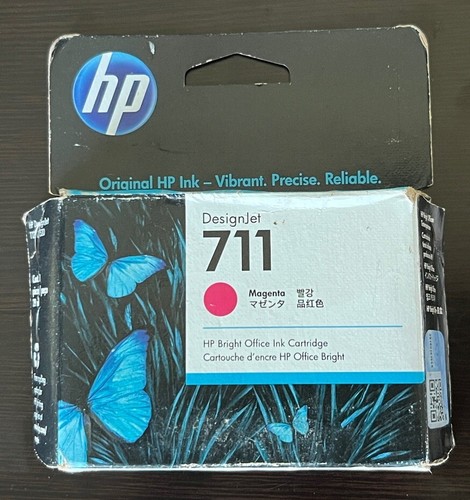 hp
Original HP Ink – Vibrant. Precise. Reliable.
DesignJet
711
Magenta 빨강
マゼンタ 品红色
HP Bright Office Ink Cartridge
Cartouche d'encre HP Office Bright